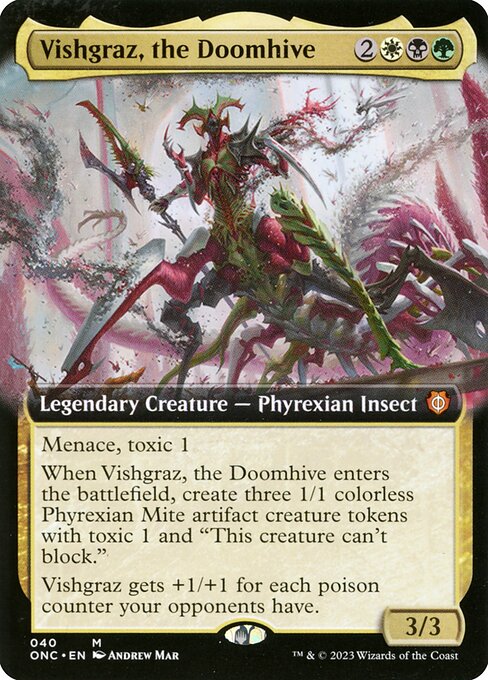 Vishgraz, the Doomhive 2
Legendary Creature — Phyrexian Insect
Menace, toxic 1
When Vishgraz, the Doomhive enters
the battlefield, create three 1/1 colorless
Phyrexian Mite artifact creature tokens
with toxic 1 and “This creature can’t
block.”
Vishgraz gets +1/+1 for each poison
counter your opponents have.
3/3
040 M
ONC • EN Andrew Mar ™ & © 2023 Wizards of the Coast